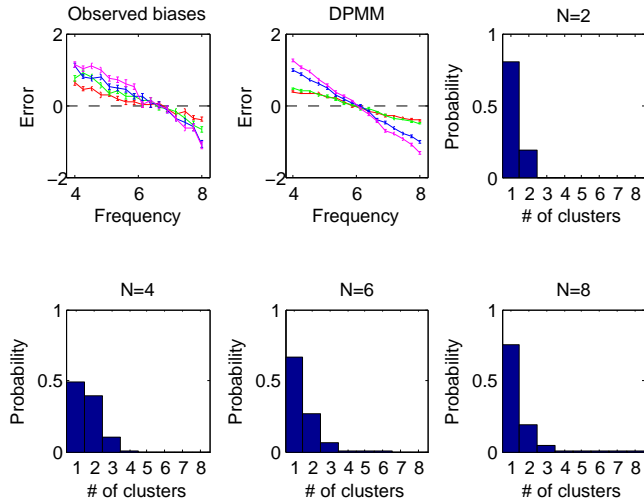 Observed biases
2
0
−2
Error
4 6 8
Frequency
DPMM
2
0
−2
Error
4 6 8
Frequency
N=2
1
0.5
0
Probability
1 2 3 4 5 6 7 8
# of clusters
N=4
1
0.5
0
Probability
1 2 3 4 5 6 7 8
# of clusters
N=6
1
0.5
0
Probability
1 2 3 4 5 6 7 8
# of clusters
N=8
1
0.5
0
Probability
1 2 3 4 5 6 7 8
# of clusters